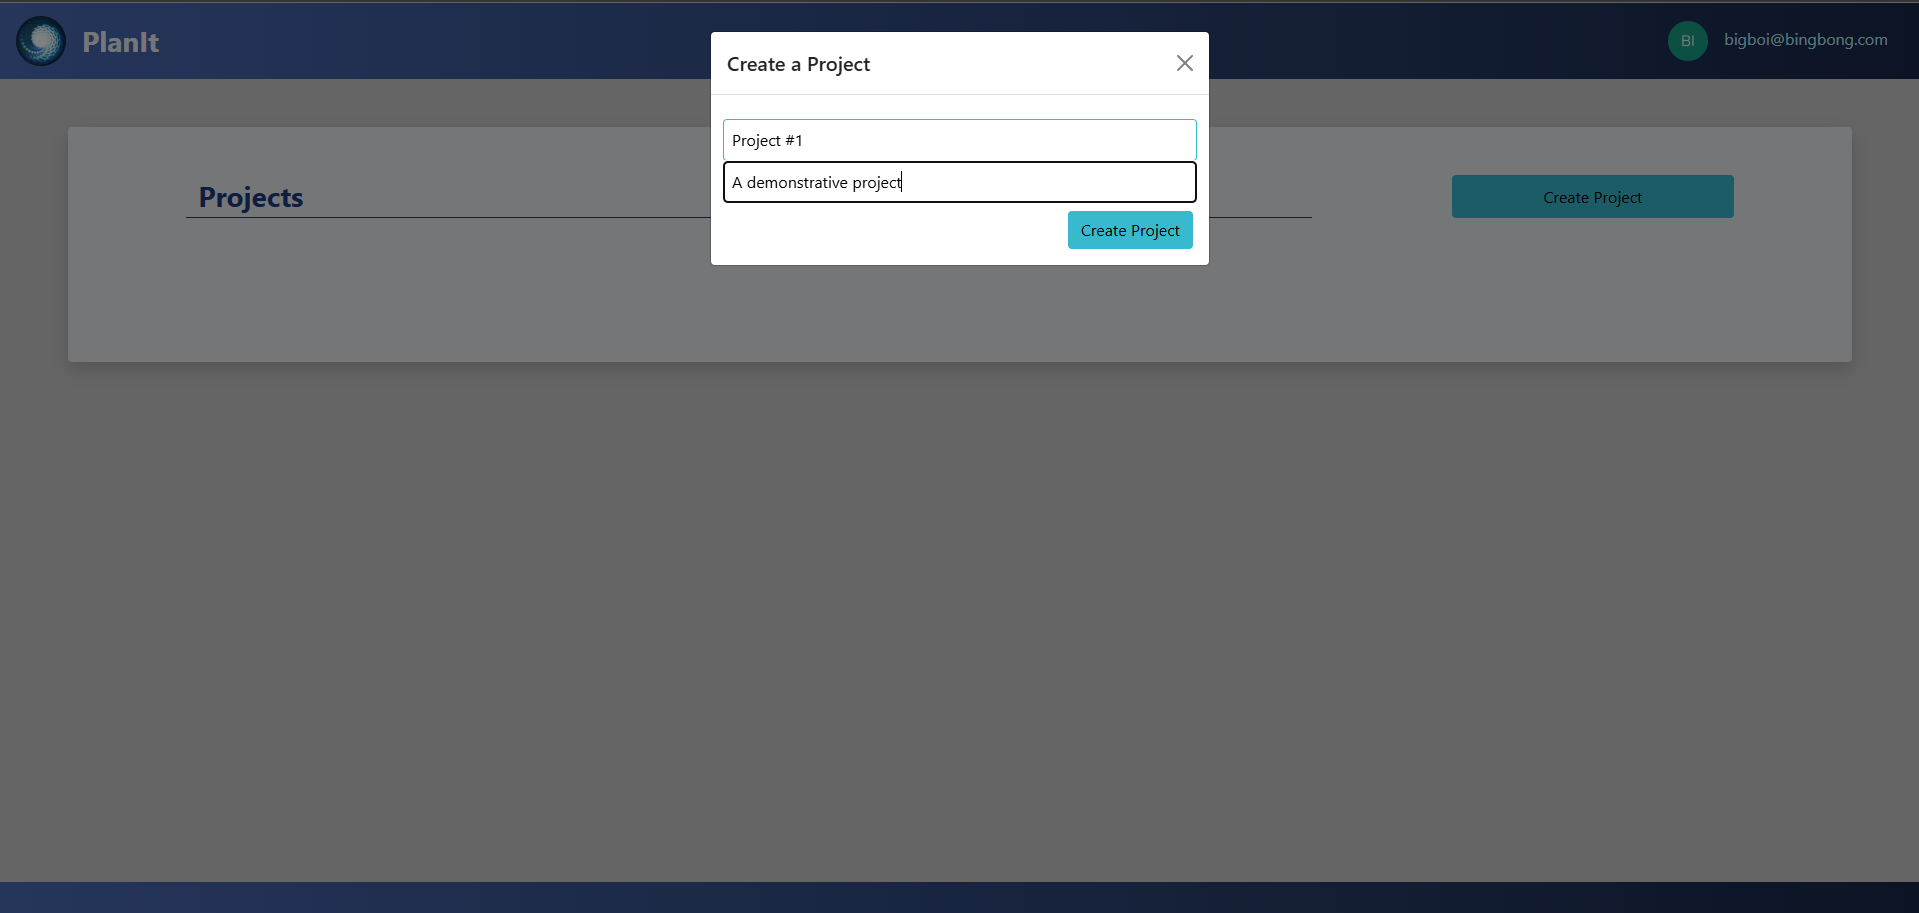 PlanIt
BI
bigboi@bingbong.com
Create a Project
Project #1
A demonstrative project
Create Project
Projects
Create Project